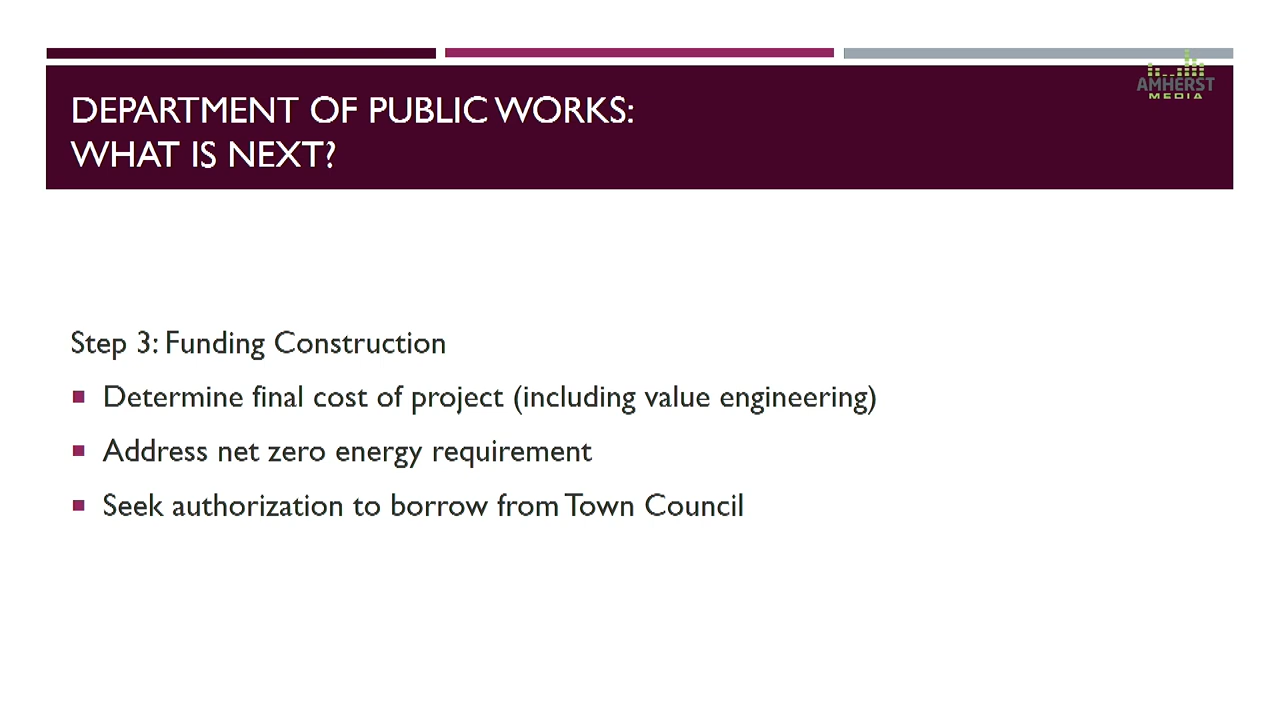 AMHERST
MEDIA
DEPARTMENT OF PUBLIC WORKS:
WHAT IS NEXT?
Step 3: Funding Construction
Determine final cost of project (including value engineering)
Address net zero energy requirement
Seek authorization to borrow from Town Council